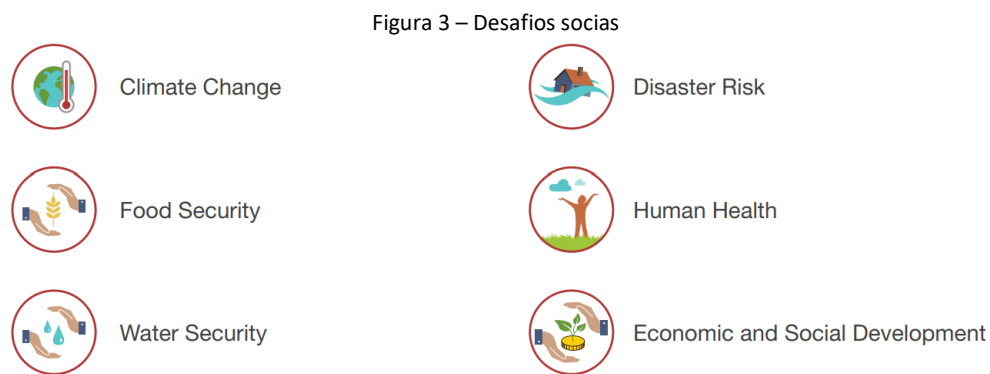 Figura 3 – Desafios socias
Climate Change
Disaster Risk
Food Security
Human Health
Water Security
Economic and Social Development